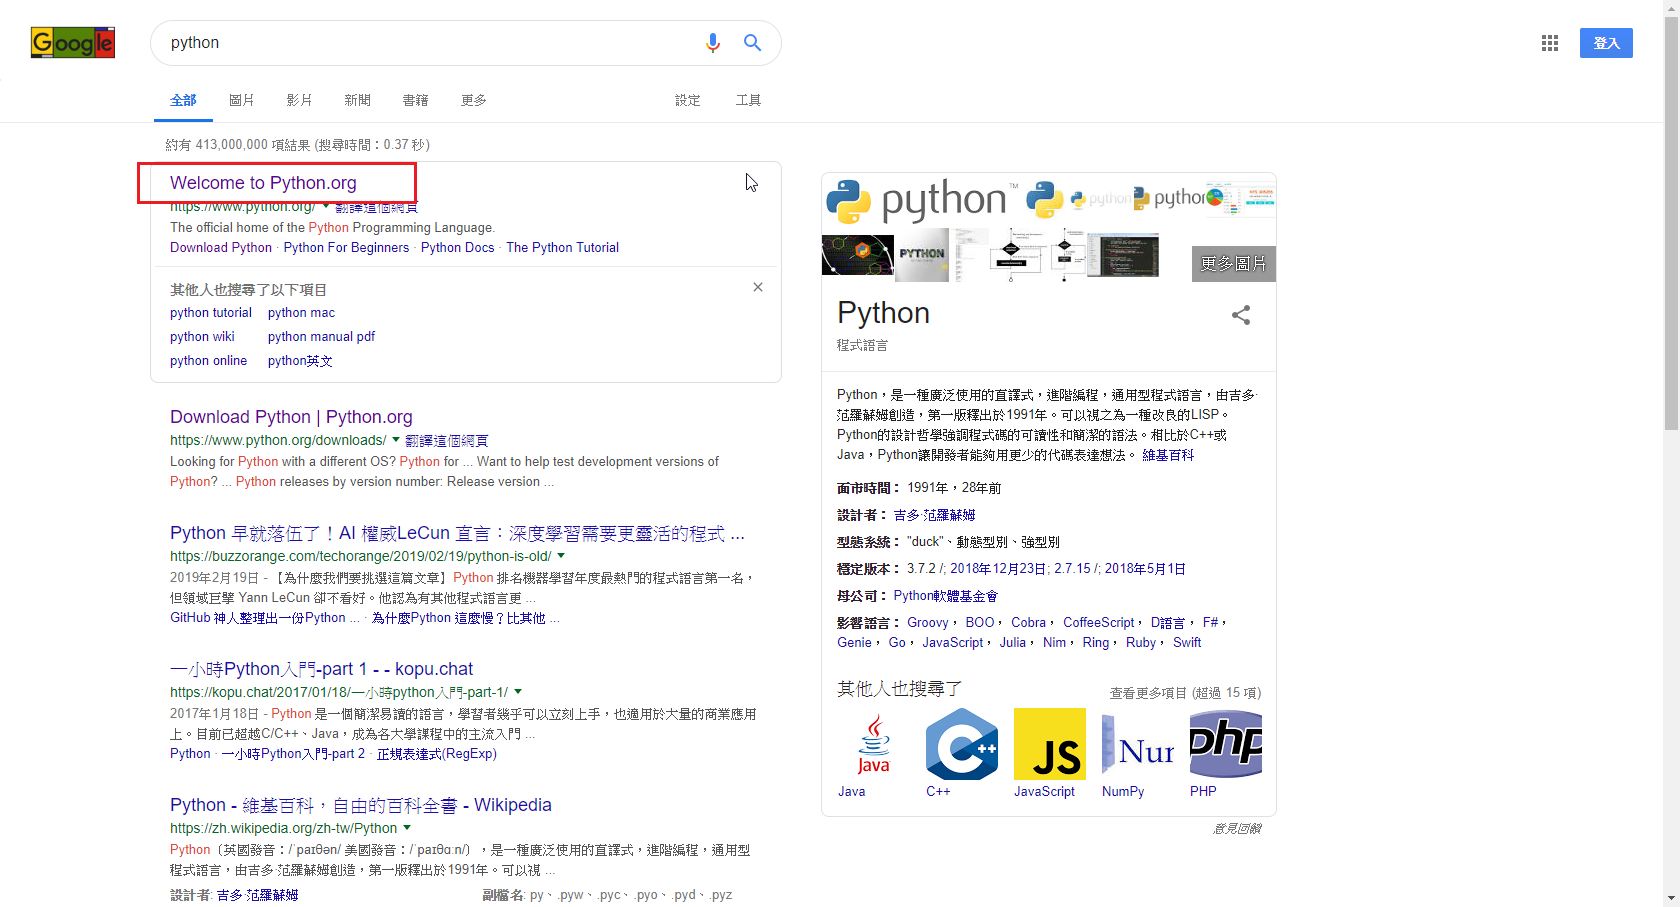 Google
python
登入
全部 圖片 影片 新聞 書籍 更多 設定 工具
約有 413,000,000 項結果 (搜尋時間：0.37 秒)
Welcome to Python.org
https://www.python.org/ ▼ 翻譯這個網頁
The official home of the Python Programming Language.
Download Python · Python For Beginners · Python Docs · The Python Tutorial
其他人也搜尋了以下項目
python tutorial python mac
python wiki python manual pdf
python online python英文
Download Python | Python.org
https://www.python.org/downloads/ ▼ 翻譯這個網頁
Looking for Python with a different OS? Python for ... Want to help test development versions of
Python? ... Python releases by version number: Release version ...
Python 早就落伍了！AI 權威LeCun 直言：深度學習需要更靈活的程式 ...
https://buzzorange.com/techorange/2019/02/19/python-is-old/ ▼
2019年2月19日 - 【為什麼我們要挑選這篇文章】Python 排名機器學習年度最熱門的程式語言第一名，
但領域巨擘 Yann LeCun 卻不看好。他認為有其他程式語言更 ...
GitHub 神人整理出一份Python ... · 為什麼Python 這麼慢？比其他 ...
一小時Python入門-part 1 - - kopu.chat
https://kopu.chat/2017/01/18/一小時python入門-part-1/ ▼
2017年1月18日 - Python 是一個簡潔易讀的語言，學習者幾乎可以立刻上手，也適用於大量的商業應用
上。目前已超越C/C++、Java，成為各大學課程中的主流入門 ...
Python · 一小時Python入門-part 2 · 正規表達式(RegExp)
Python - 維基百科，自由的百科全書 - Wikipedia
https://zh.wikipedia.org/zh-tw/Python ▼
Python（英國發音：/ˈpaɪθən/ 美國發音：/ˈpaɪθɑːn/），是一種廣泛使用的直譯式，進階編程，通用型
程式語言，由吉多·范羅蘇姆創造，第一版釋出於1991年。可以視 ...
設計者: 吉多·范羅蘇姆 副檔名: py、.pyw、.pyc、.pyo、.pyd、.pyz
python™ python python
PYTHON
更多圖片
Python
程式語言
Python，是一種廣泛使用的直譯式，進階編程，通用型程式語言，由吉多·
范羅蘇姆創造，第一版釋出於1991年。可以視之為一種改良的LISP。
Python的設計哲學強調程式碼的可讀性和簡潔的語法。相比於C++或
Java，Python讓開發者能夠用更少的代碼表達想法。 維基百科
面市時間： 1991年，28年前
設計者： 吉多·范羅蘇姆
型態系統： "duck"、動態型別、強型別
穩定版本： 3.7.2 /; 2018年12月23日; 2.7.15 /; 2018年5月1日
母公司： Python軟體基金會
影響語言： Groovy， BOO， Cobra， CoffeeScript， D語言， F#，
Genie， Go， JavaScript， Julia， Nim， Ring， Ruby， Swift
其他人也搜尋了 查看更多項目 (超過 15 項)
Java C++ JS Nur php
Java C++ JavaScript NumPy PHP
意見回饋